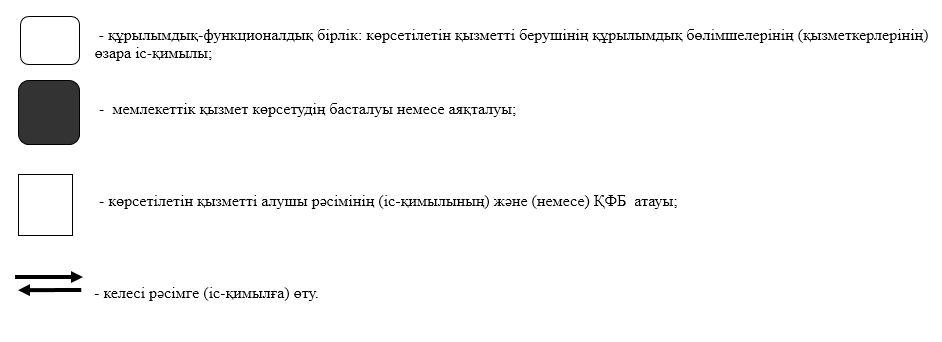 - құрылымдық-функционалдық бірлік: көрсетілетін қызметті берушінің құрылымдық бөлімшелерінің (қызметкерлерінің)
өзара іс-қимылы;
- мемлекеттік қызмет көрсетудің басталуы немесе аяқталуы;
- көрсетілетін қызметті алушы рәсімінің (іс-қимылының) және (немесе) ҚФБ атауы;
- келесі рәсімге (іс-қимылға) өту.